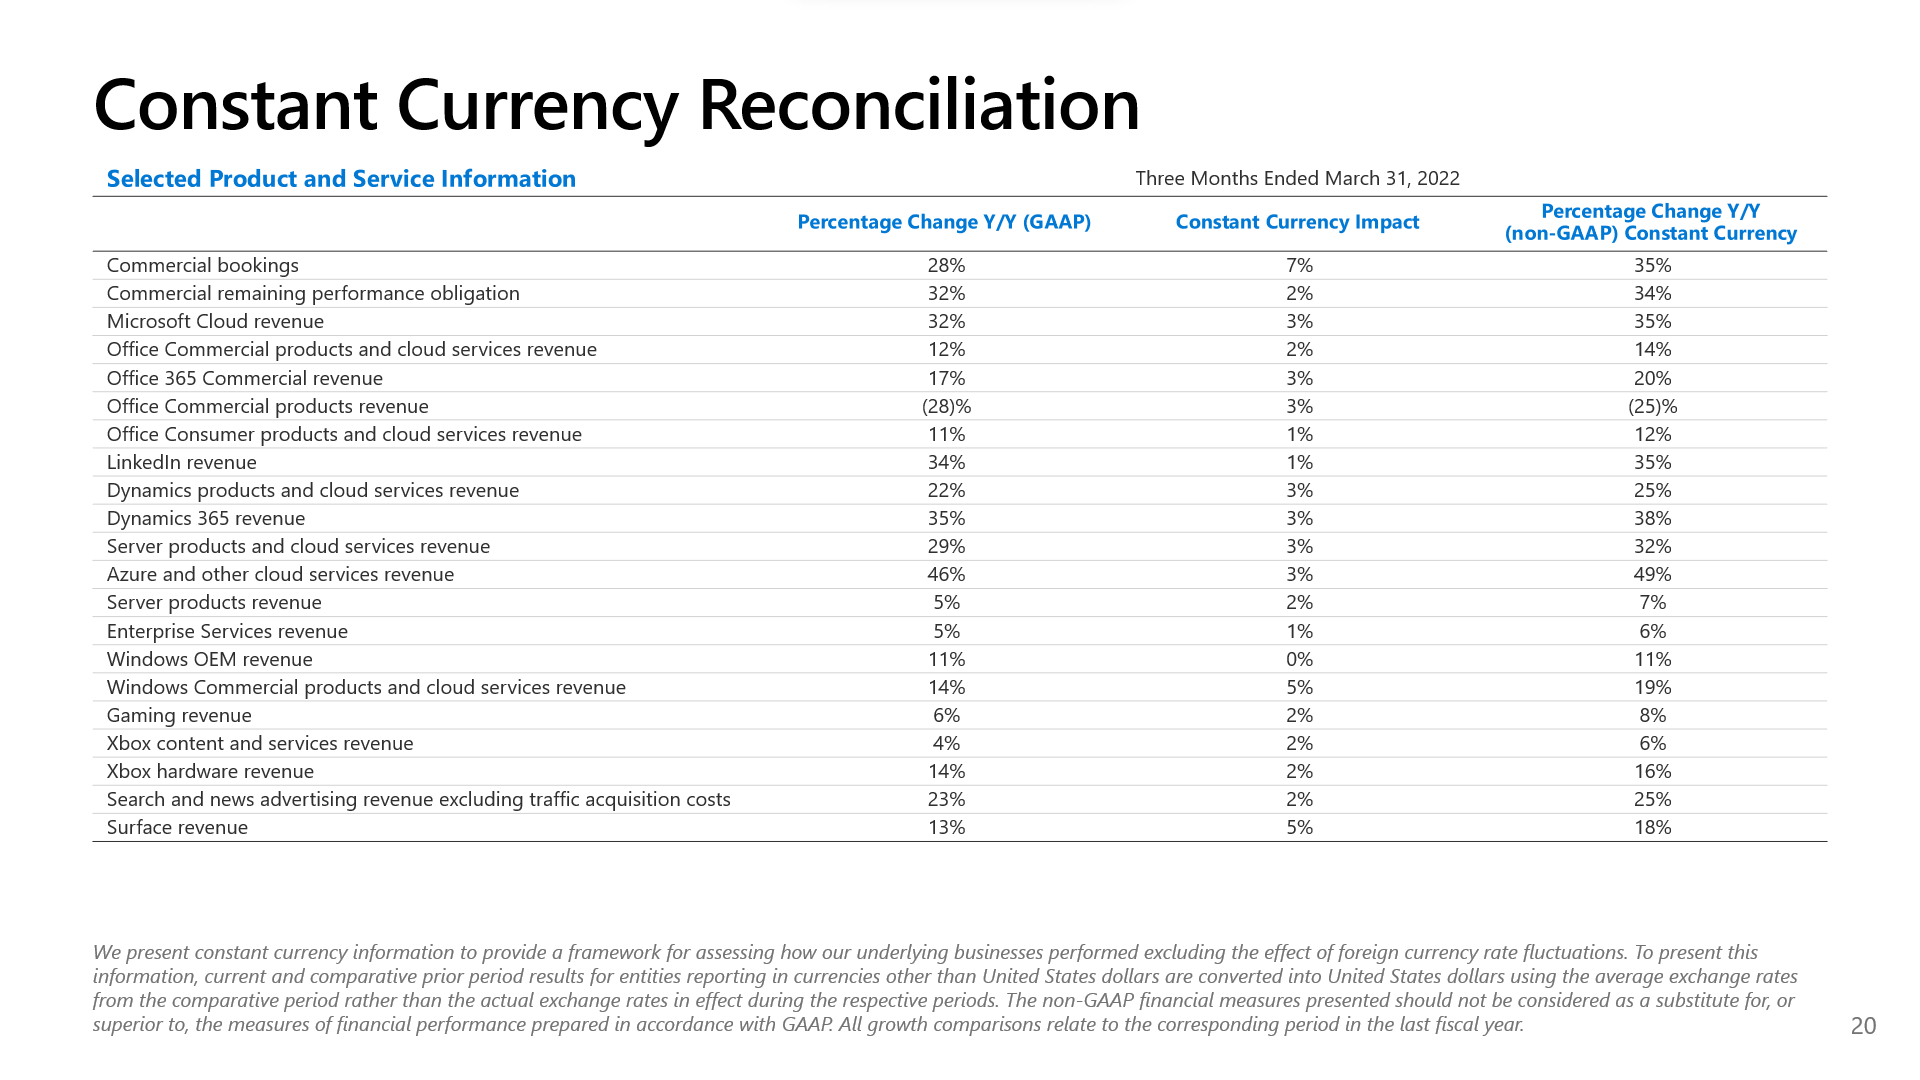 Constant Currency Reconciliation
Selected Product and Service Information Three Months Ended March 31, 2022
Percentage Change Y/Y (GAAP) Constant Currency Impact Percentage Change Y/Y
(non-GAAP) Constant Currency
Commercial bookings 28% 7% 35%
Commercial remaining performance obligation 32% 2% 34%
Microsoft Cloud revenue 32% 3% 35%
Office Commercial products and cloud services revenue 12% 2% 14%
Office 365 Commercial revenue 17% 3% 20%
Office Commercial products revenue (28)% 3% (25)%
Office Consumer products and cloud services revenue 11% 1% 12%
LinkedIn revenue 34% 1% 35%
Dynamics products and cloud services revenue 22% 3% 25%
Dynamics 365 revenue 35% 3% 38%
Server products and cloud services revenue 29% 3% 32%
Azure and other cloud services revenue 46% 3% 49%
Server products revenue 5% 2% 7%
Enterprise Services revenue 5% 1% 6%
Windows OEM revenue 11% 0% 11%
Windows Commercial products and cloud services revenue 14% 5% 19%
Gaming revenue 6% 2% 8%
Xbox content and services revenue 4% 2% 6%
Xbox hardware revenue 14% 2% 16%
Search and news advertising revenue excluding traffic acquisition costs 23% 2% 25%
Surface revenue 13% 5% 18%
We present constant currency information to provide a framework for assessing how our underlying businesses performed excluding the effect of foreign currency rate fluctuations. To present this
information, current and comparative prior period results for entities reporting in currencies other than United States dollars are converted into United States dollars using the average exchange rates
from the comparative period rather than the actual exchange rates in effect during the respective periods. The non-GAAP financial measures presented should not be considered as a substitute for, or
superior to, the measures of financial performance prepared in accordance with GAAP. All growth comparisons relate to the corresponding period in the last fiscal year.
20